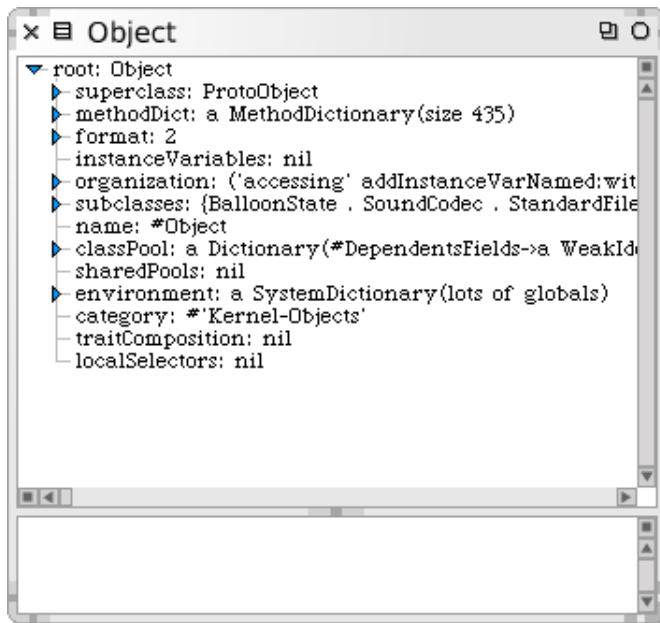 Object
root: Object
superclass: ProtoObject
methodDict: a MethodDictionary(size 435)
format: 2
instanceVariables: nil
organization: ('accessing' addInstanceVarNamed:wit
subclasses: {BalloonState . SoundCodec . StandardFile
name: #Object
classPool: a Dictionary(#DependentsFields->a WeakId
sharedPools: nil
environment: a SystemDictionary(lots of globals)
category: #'Kernel-Objects'
traitComposition: nil
localSelectors: nil